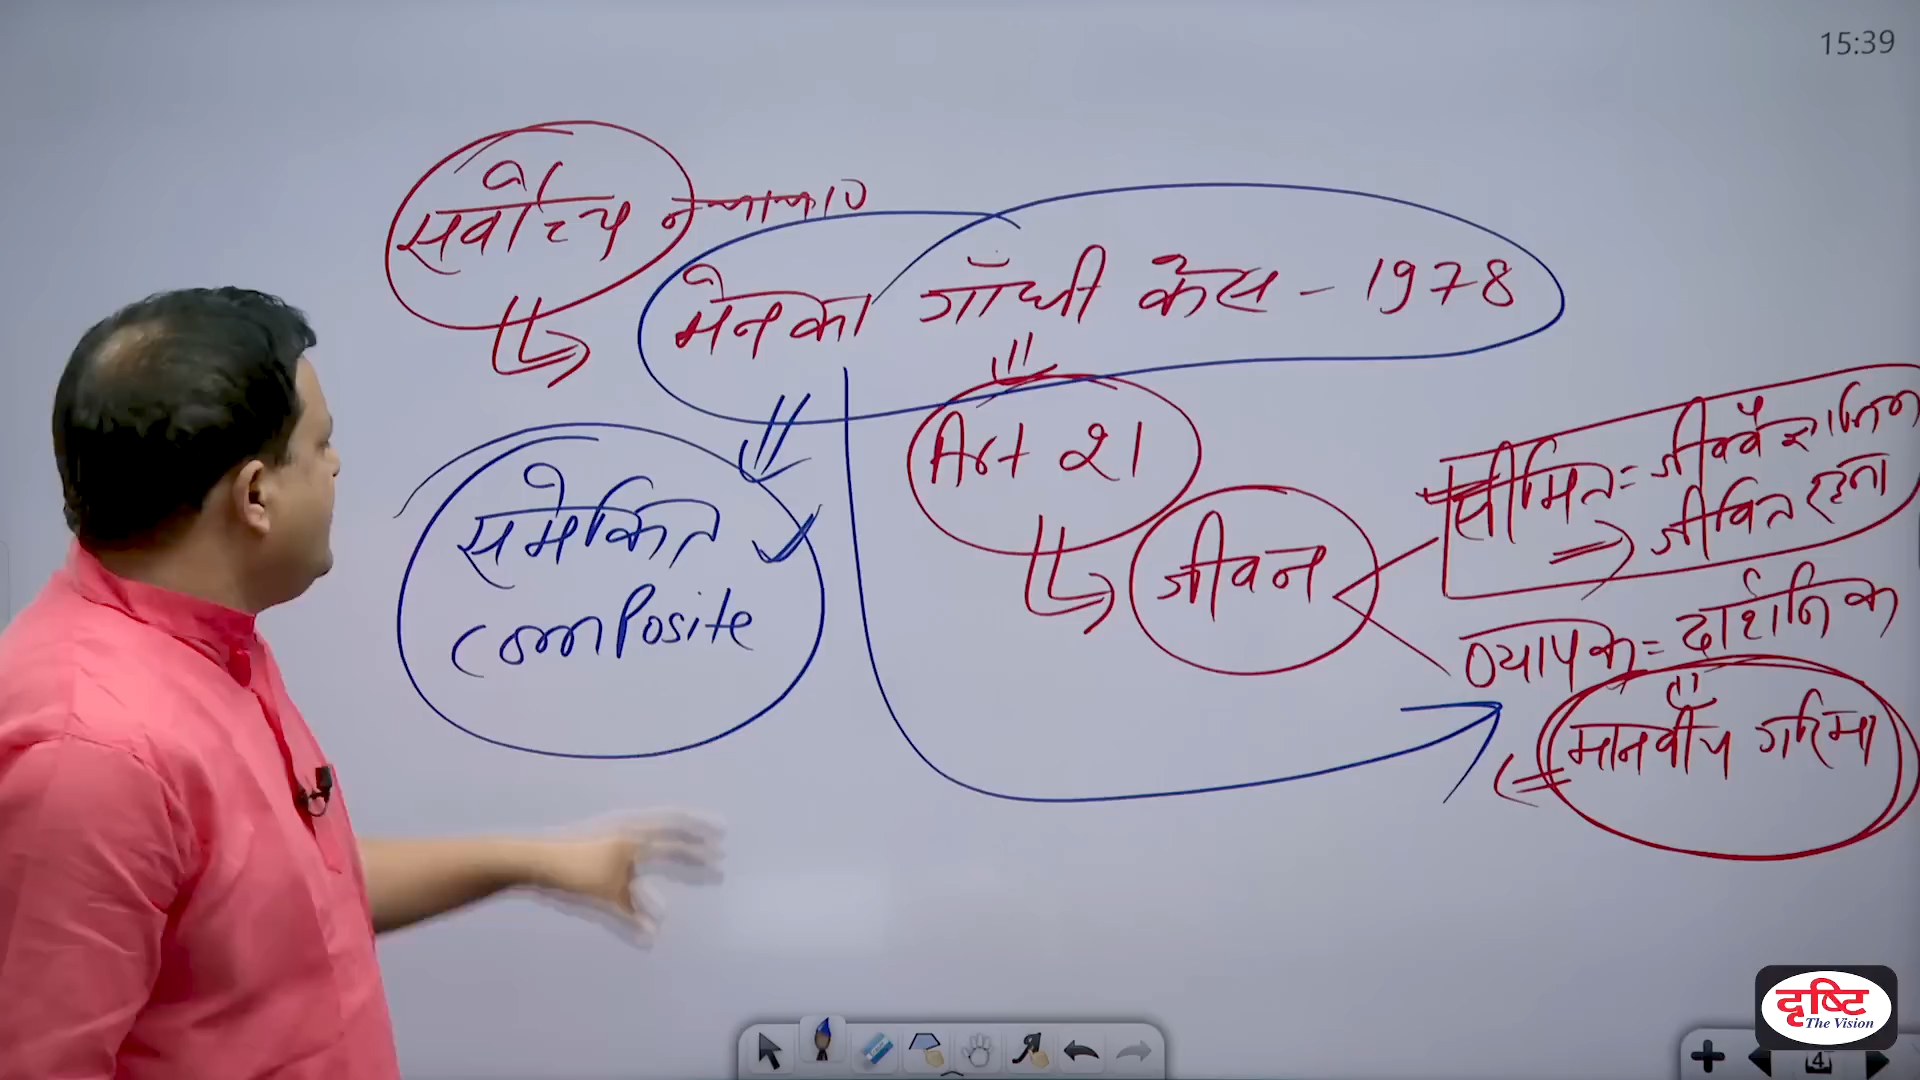 15:39
सर्वोच्च
मेनका गाँधी केस - 1978
Art 21
समेकित
composite
जीवन
सीमित = जीववैज्ञानिक
⇒ जीवित रहना
व्यापक = दार्शनिक
मानवीय गरिमा
दृष्टि
The Vision
4